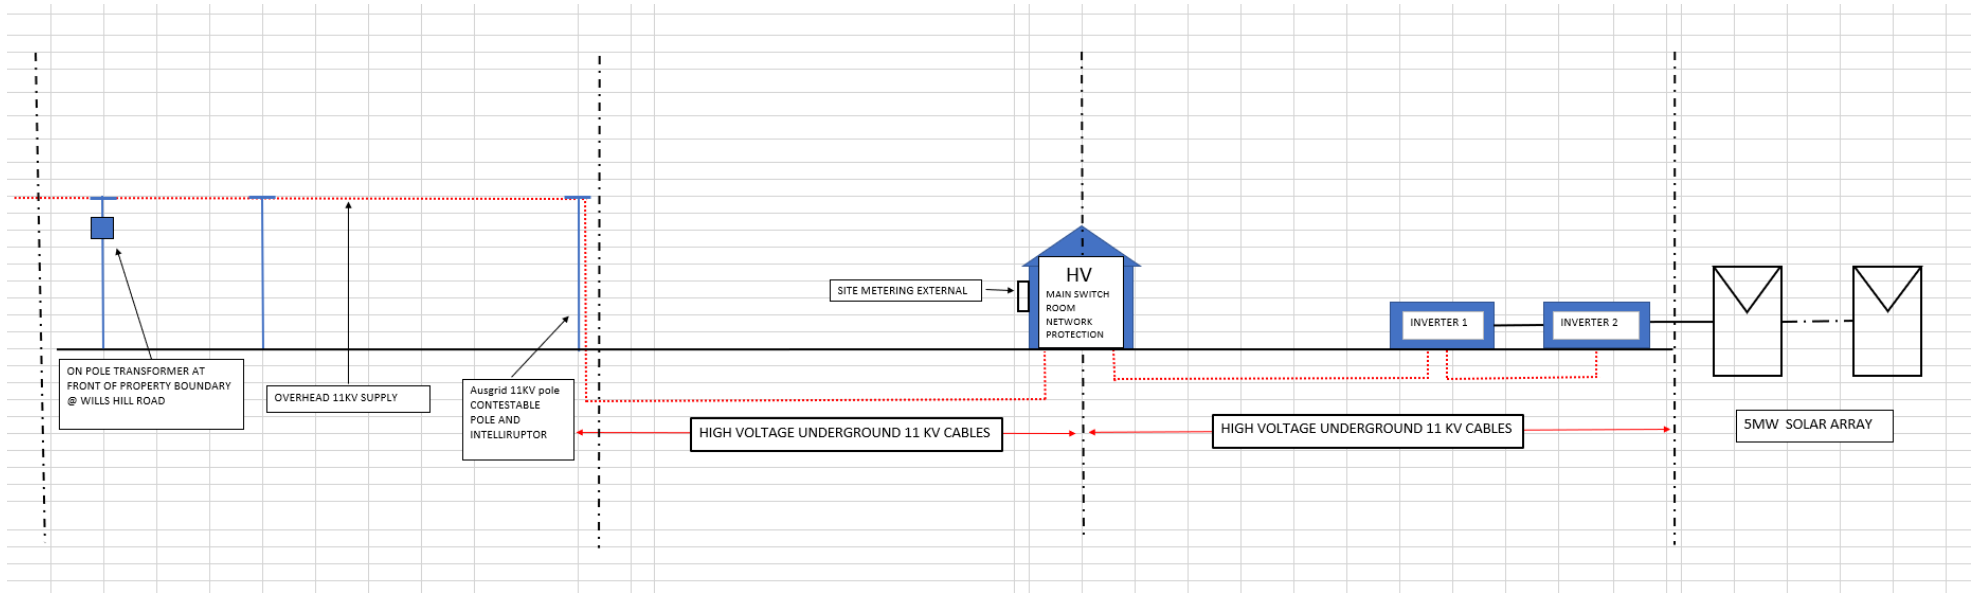 ON POLE TRANSFORMER AT
FRONT OF PROPERTY BOUNDARY
@ WILLS HILL ROAD
OVERHEAD 11KV SUPPLY
Ausgrid 11KV pole
CONTESTABLE
POLE AND
INTELLIRUPTOR
HIGH VOLTAGE UNDERGROUND 11 KV CABLES
SITE METERING EXTERNAL
HV
MAIN SWITCH
ROOM
NETWORK
PROTECTION
HIGH VOLTAGE UNDERGROUND 11 KV CABLES
INVERTER 1
INVERTER 2
5MW SOLAR ARRAY